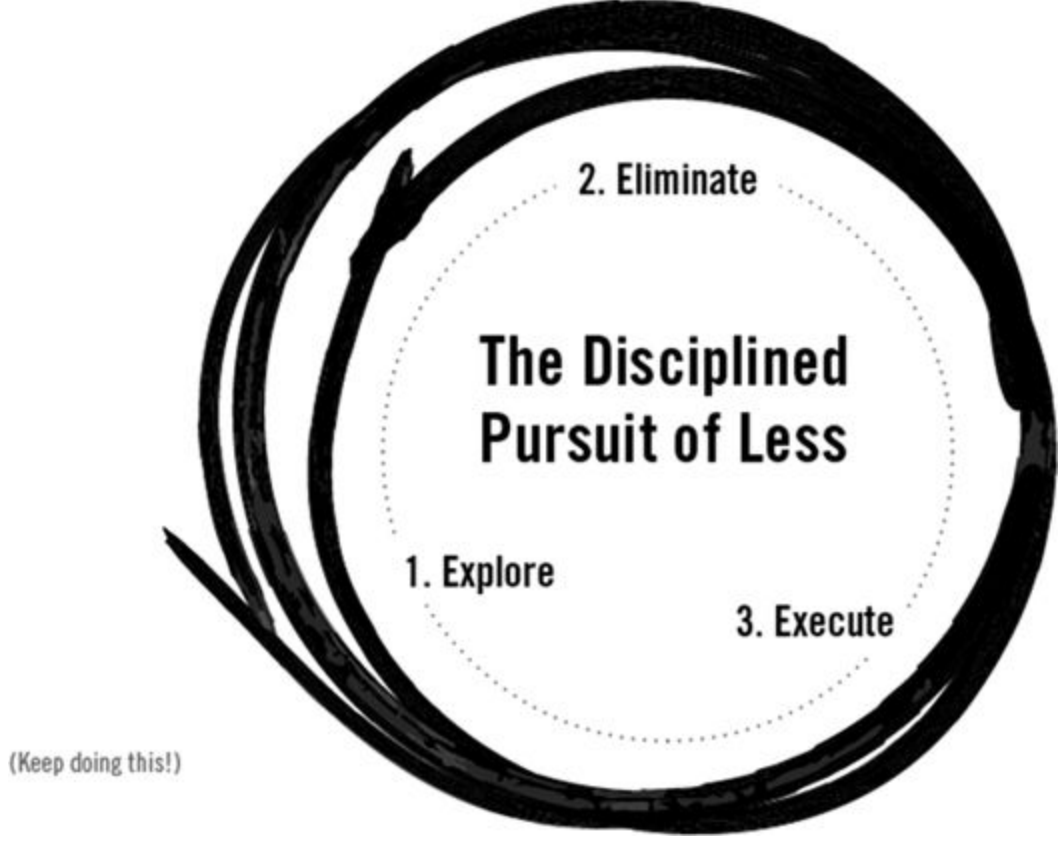 2. Eliminate
The Disciplined
Pursuit of Less
1. Explore
3. Execute
(Keep doing this!)